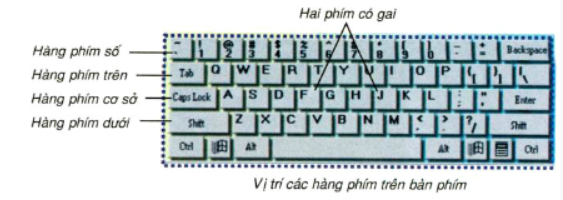 Hai phím có gai
Hàng phím số
~ ! @ # $ % ^ & * ( ) - + Backspace
1 2 3 4 5 6 7 8 9 0 =
Hàng phím trên
Tab Q W E R T Y U I O P { } | \
Hàng phím cơ sở
Caps Lock A S D F G H J K L : ; " Enter
Hàng phím dưới
Shift Z X C V B N M < , > . ? / Shift
Ctrl Alt Alt Ctrl
Vị trí các hàng phím trên bàn phím